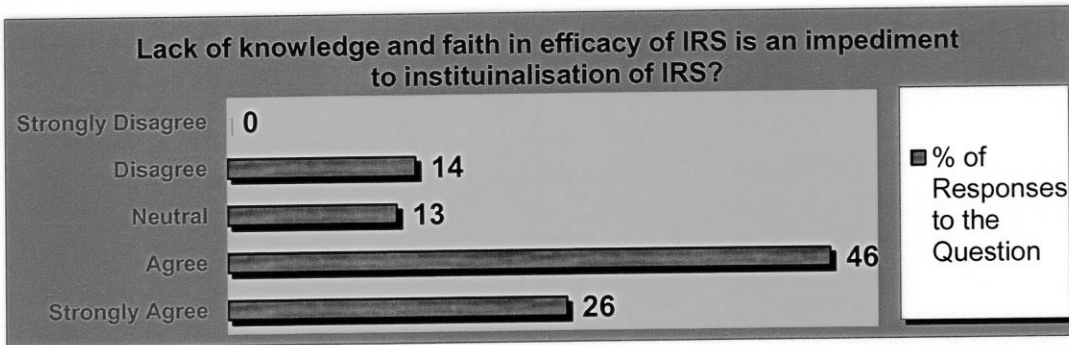 Lack of knowledge and faith in efficacy of IRS is an impediment
to instituinalisation of IRS?
Strongly Disagree 0
Disagree 14
Neutral 13
Agree 46
Strongly Agree 26
% of
Responses
to the
Question